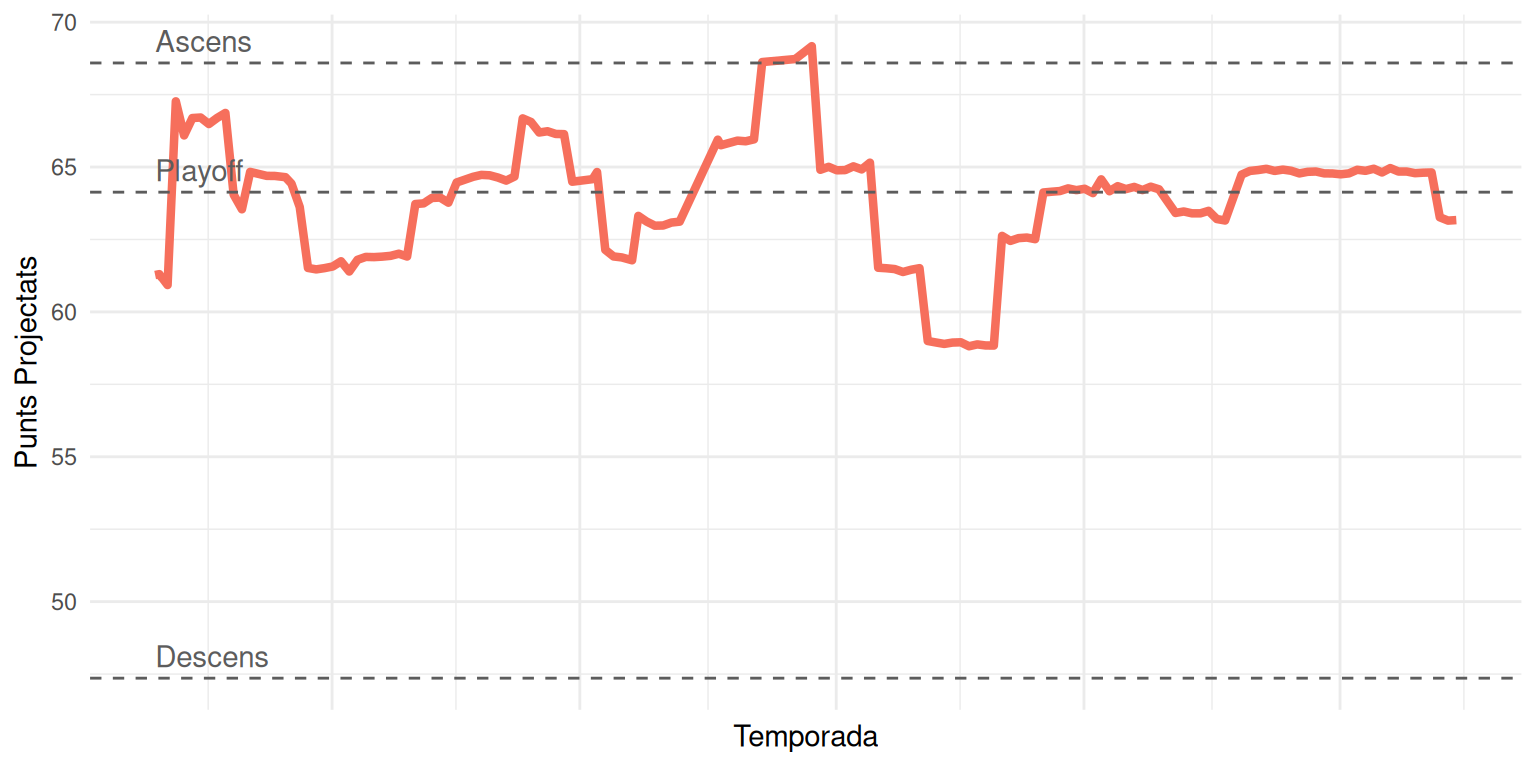 70
Ascens
65
Playoff
60
Punts Projectats
55
50
Descens
Temporada